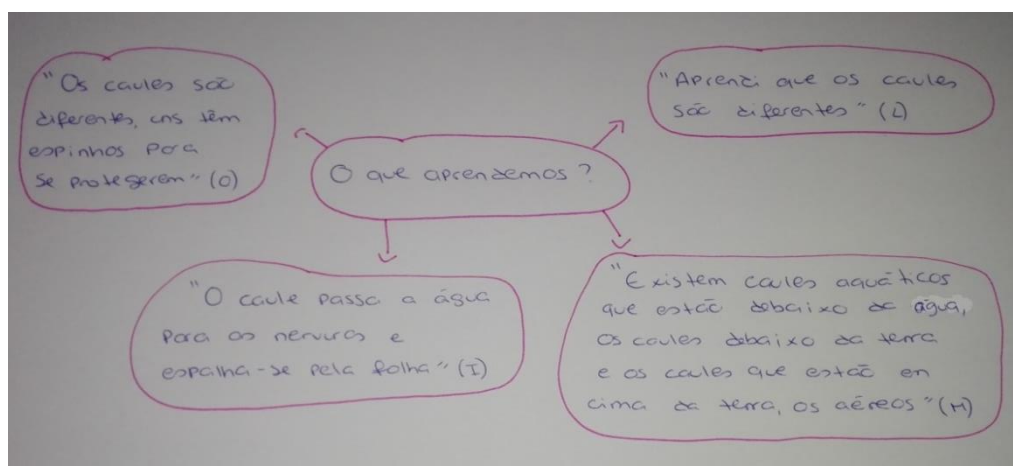 "Os caules são
diferentes, uns têm
espinhos para
se protegerem" (O)
"Aprendi que os caules
são diferentes" (L)
O que aprendemos?
"O caule passa a água
para as nervuras e
espalha-se pela folha" (I)
"Existem caules aquáticos
que estão debaixo da água,
os caules debaixo da terra
e os caules que estão em
cima da terra, os aéreos" (M)